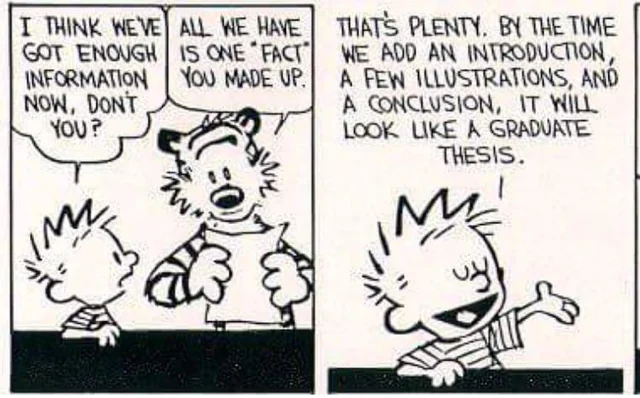 I THINK WE'VE
GOT ENOUGH
INFORMATION
NOW, DON'T
YOU?
ALL WE HAVE
IS ONE "FACT"
YOU MADE UP.
THAT'S PLENTY. BY THE TIME
WE ADD AN INTRODUCTION,
A FEW ILLUSTRATIONS, AND
A CONCLUSION, IT WILL
LOOK LIKE A GRADUATE
THESIS.